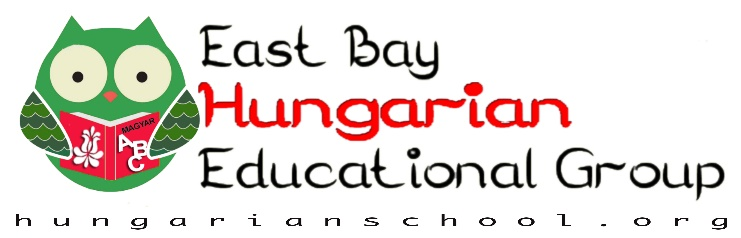 East Bay
Hungarian
Educational Group
MAGYAR
ABC
hungarianschool.org